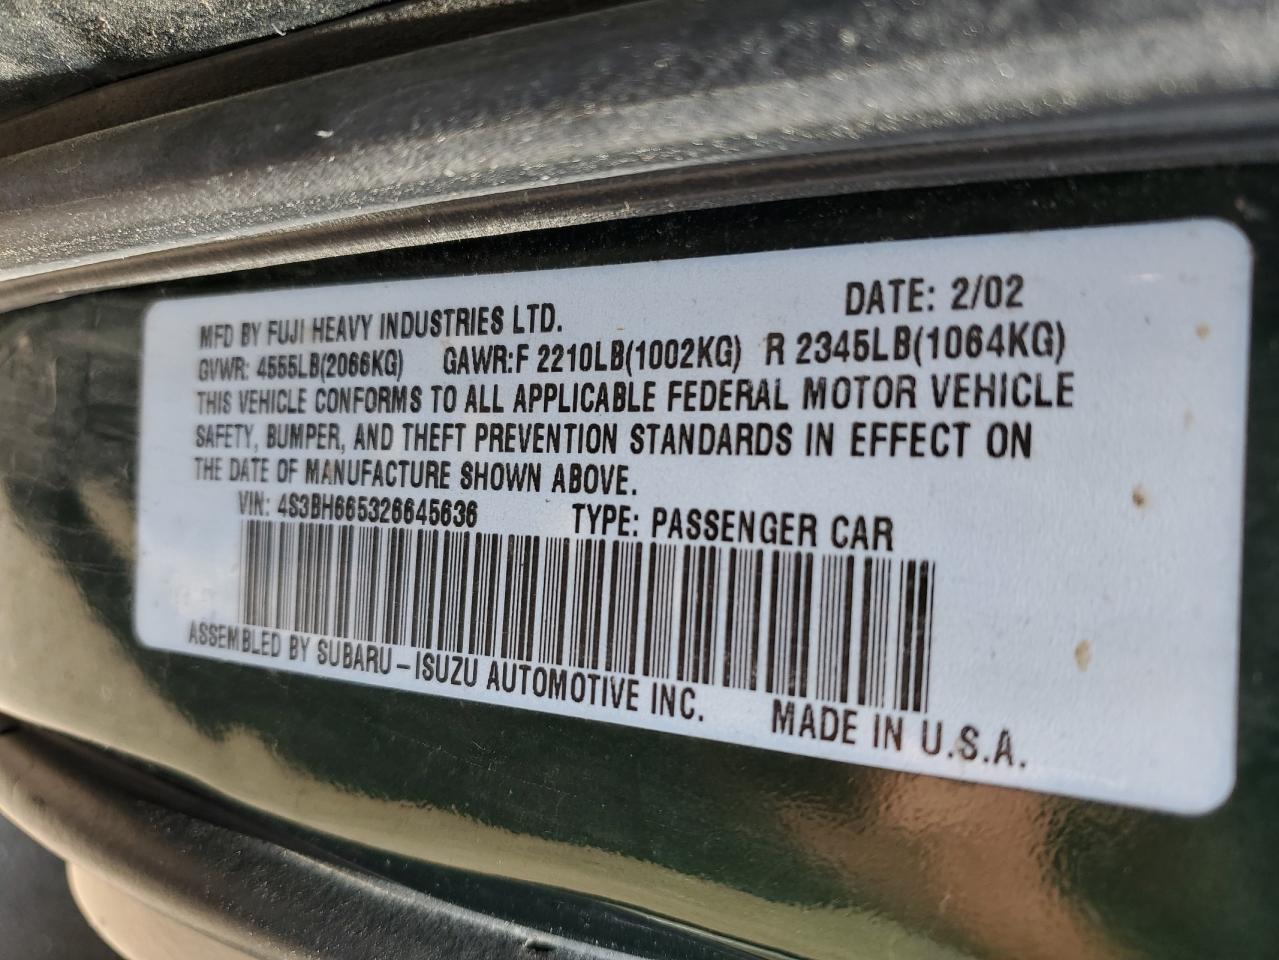 MFD BY FUJI HEAVY INDUSTRIES LTD. DATE: 2/02
GVWR: 4555LB(2066KG) GAWR:F 2210LB(1002KG) R 2345LB(1064KG)
THIS VEHICLE CONFORMS TO ALL APPLICABLE FEDERAL MOTOR VEHICLE
SAFETY, BUMPER, AND THEFT PREVENTION STANDARDS IN EFFECT ON
THE DATE OF MANUFACTURE SHOWN ABOVE.
VIN: 4S3BH665326645636 TYPE: PASSENGER CAR
ASSEMBLED BY SUBARU-ISUZU AUTOMOTIVE INC. MADE IN U.S.A.